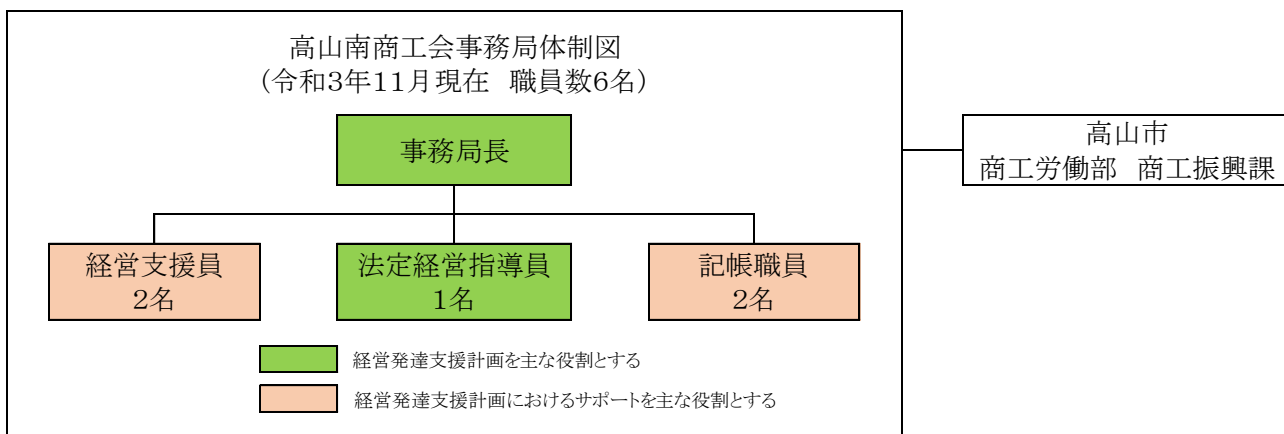 高山南商工会事務局体制図
(令和3年11月現在 職員数6名)
事務局長
経営支援員
2名
法定経営指導員
1名
記帳職員
2名
経営発達支援計画を主な役割とする
経営発達支援計画におけるサポートを主な役割とする
高山市
商工労働部 商工振興課